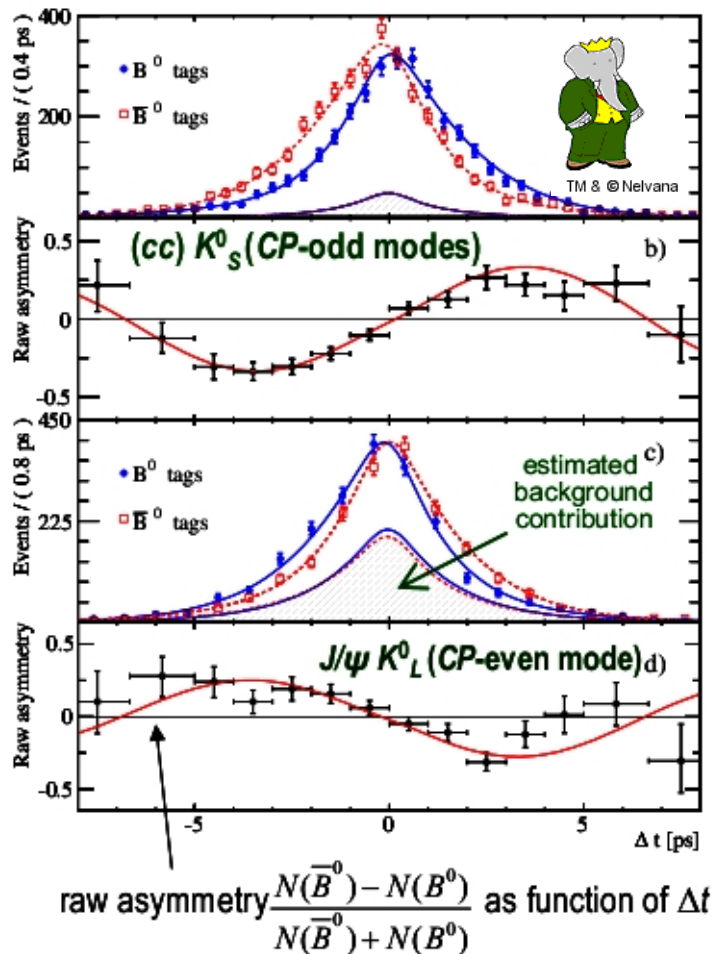 400
200
Events / ( 0.4 ps )
B⁰ tags
B̅⁰ tags
TM & © Nelvana
0.5
0
-0.5
Raw asymmetry
(cc) K⁰S (CP-odd modes)
b)
450
225
Events / ( 0.8 ps )
B⁰ tags
B̅⁰ tags
c)
estimated
background
contribution
0.5
0
-0.5
Raw asymmetry
J/ψ K⁰L (CP-even mode)
d)
-5 0 5
Δ t [ps]
raw asymmetry (N(B̅⁰) − N(B⁰)) / (N(B̅⁰) + N(B⁰)) as function of Δt